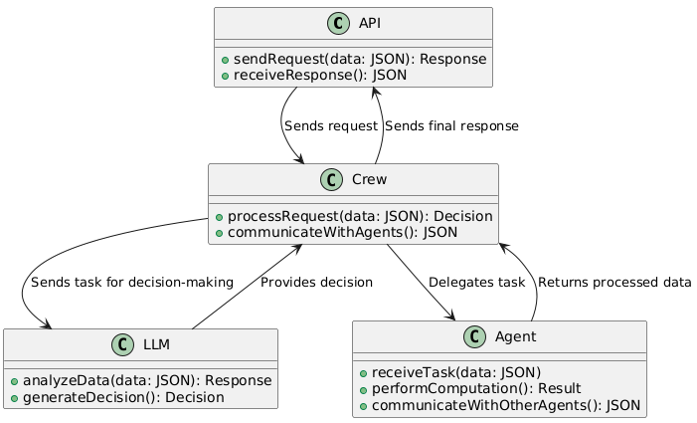 C API
sendRequest(data: JSON): Response
receiveResponse(): JSON
Sends request
Sends final response
C Crew
processRequest(data: JSON): Decision
communicateWithAgents(): JSON
Sends task for decision-making
Provides decision
Delegates task
Returns processed data
C LLM
analyzeData(data: JSON): Response
generateDecision(): Decision
C Agent
receiveTask(data: JSON)
performComputation(): Result
communicateWithOtherAgents(): JSON